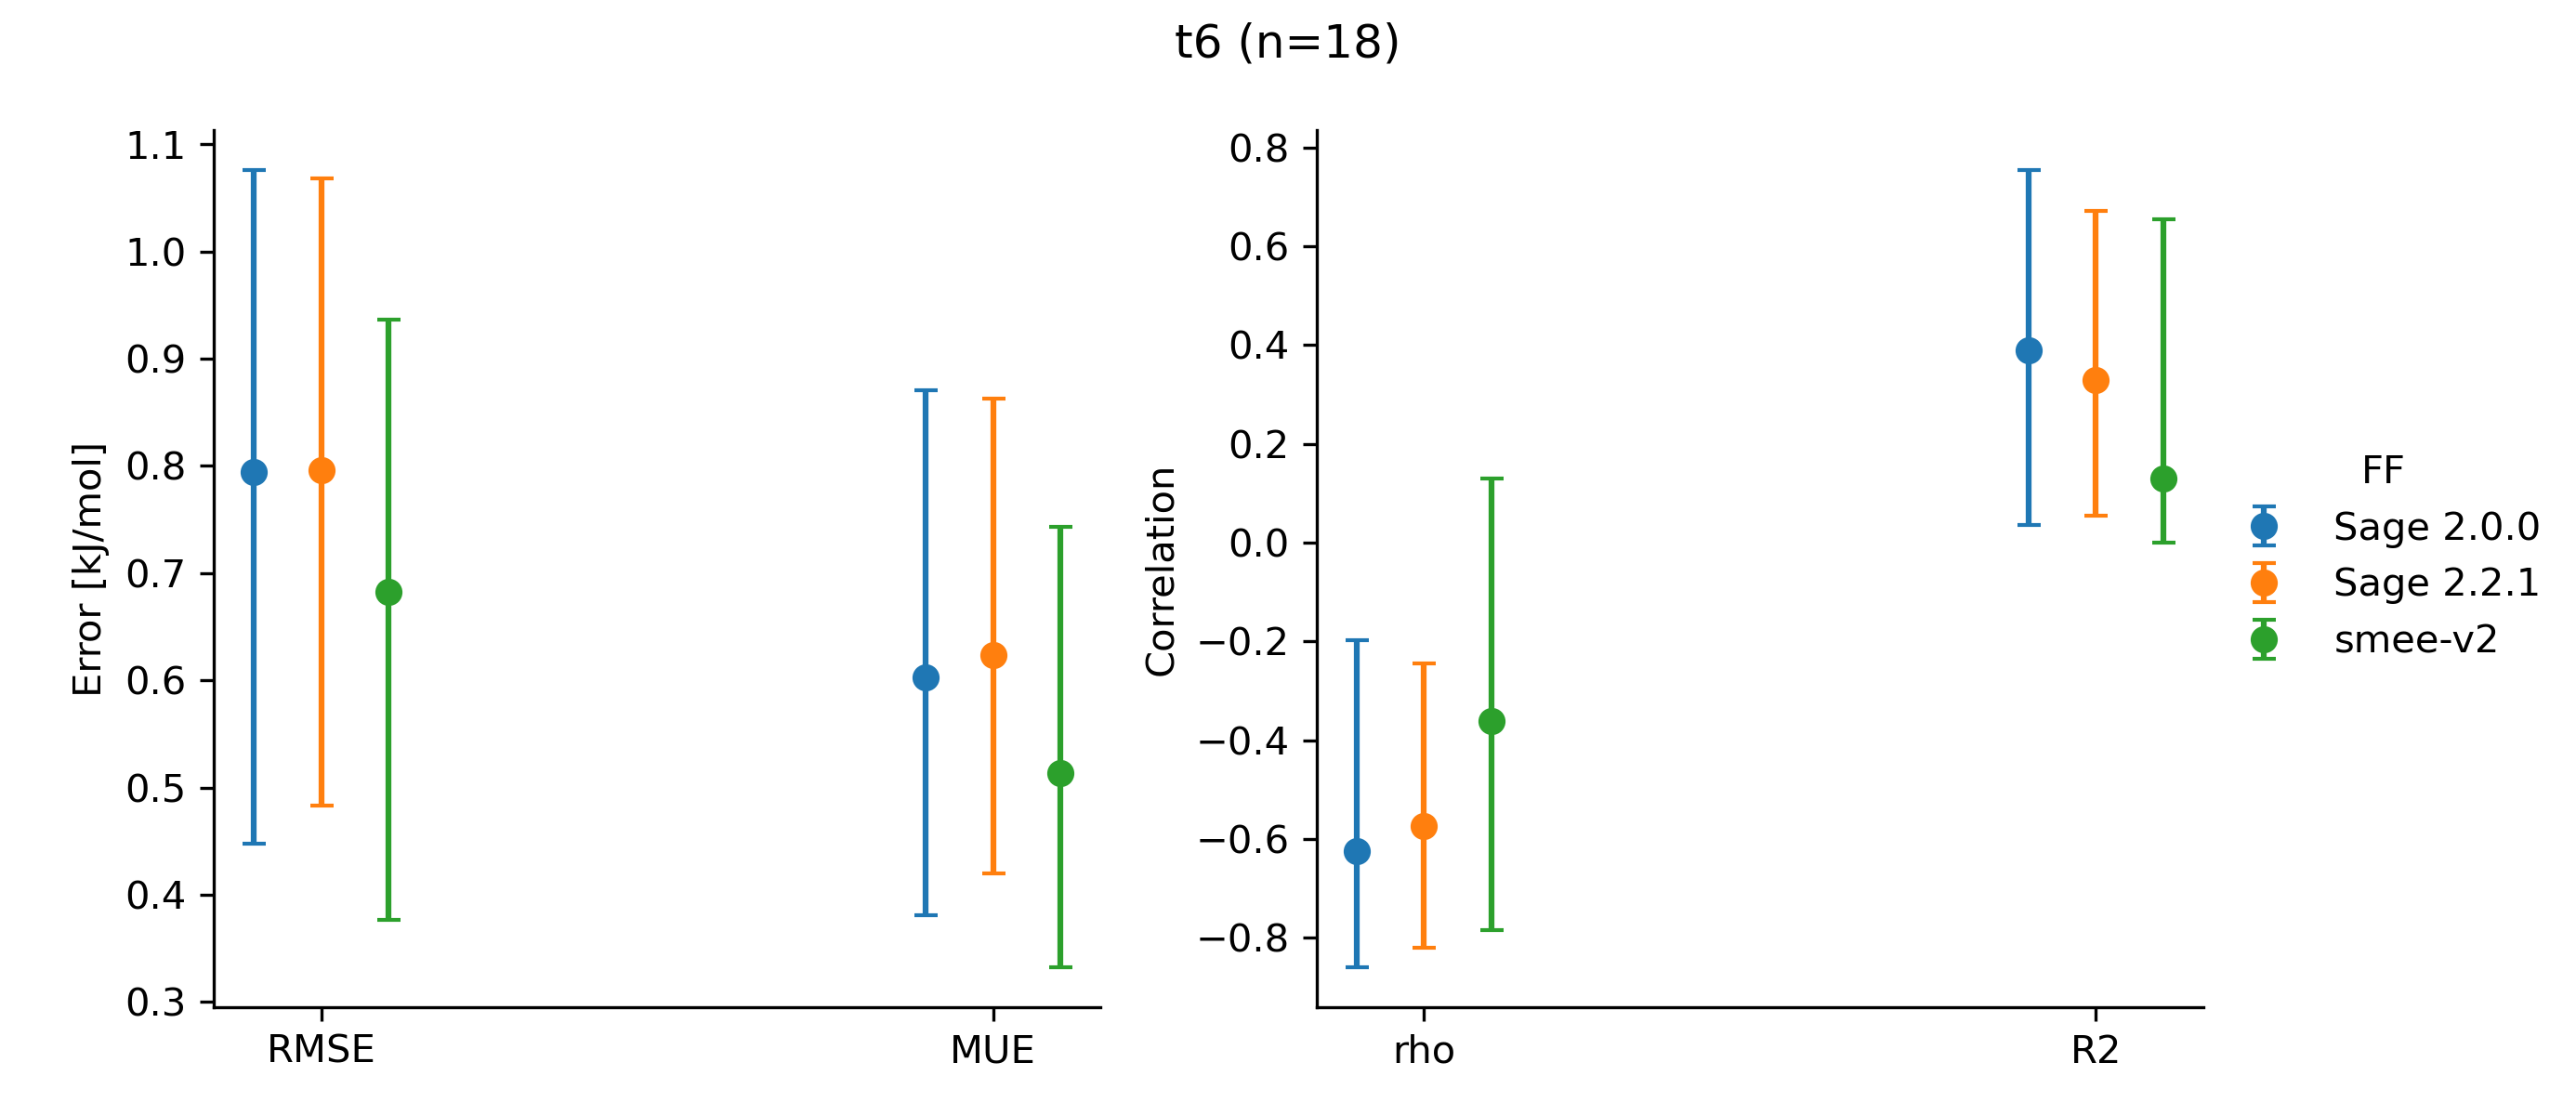 t6 (n=18)
Error [kJ/mol]
1.1
1.0
0.9
0.8
0.7
0.6
0.5
0.4
0.3
RMSE
MUE
Correlation
0.8
0.6
0.4
0.2
0.0
−0.2
−0.4
−0.6
−0.8
rho
R2
FF
Sage 2.0.0
Sage 2.2.1
smee-v2